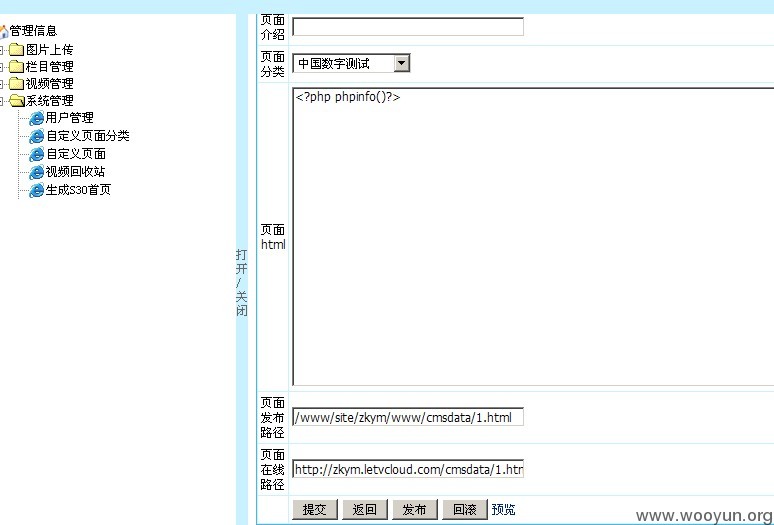 管理信息
图片上传
栏目管理
视频管理
系统管理
用户管理
自定义页面分类
自定义页面
视频回收站
生成S30首页
打
开
/
关
闭
页面
介绍
页面
分类
中国数字测试
页面
html
<?php phpinfo()?>
页面
发布
路径
/www/site/zkym/www/cmsdata/1.html
页面
在线
路径
http://zkym.letvcloud.com/cmsdata/1.htm
提交 返回 发布 回滚 预览
www.wooyun.org